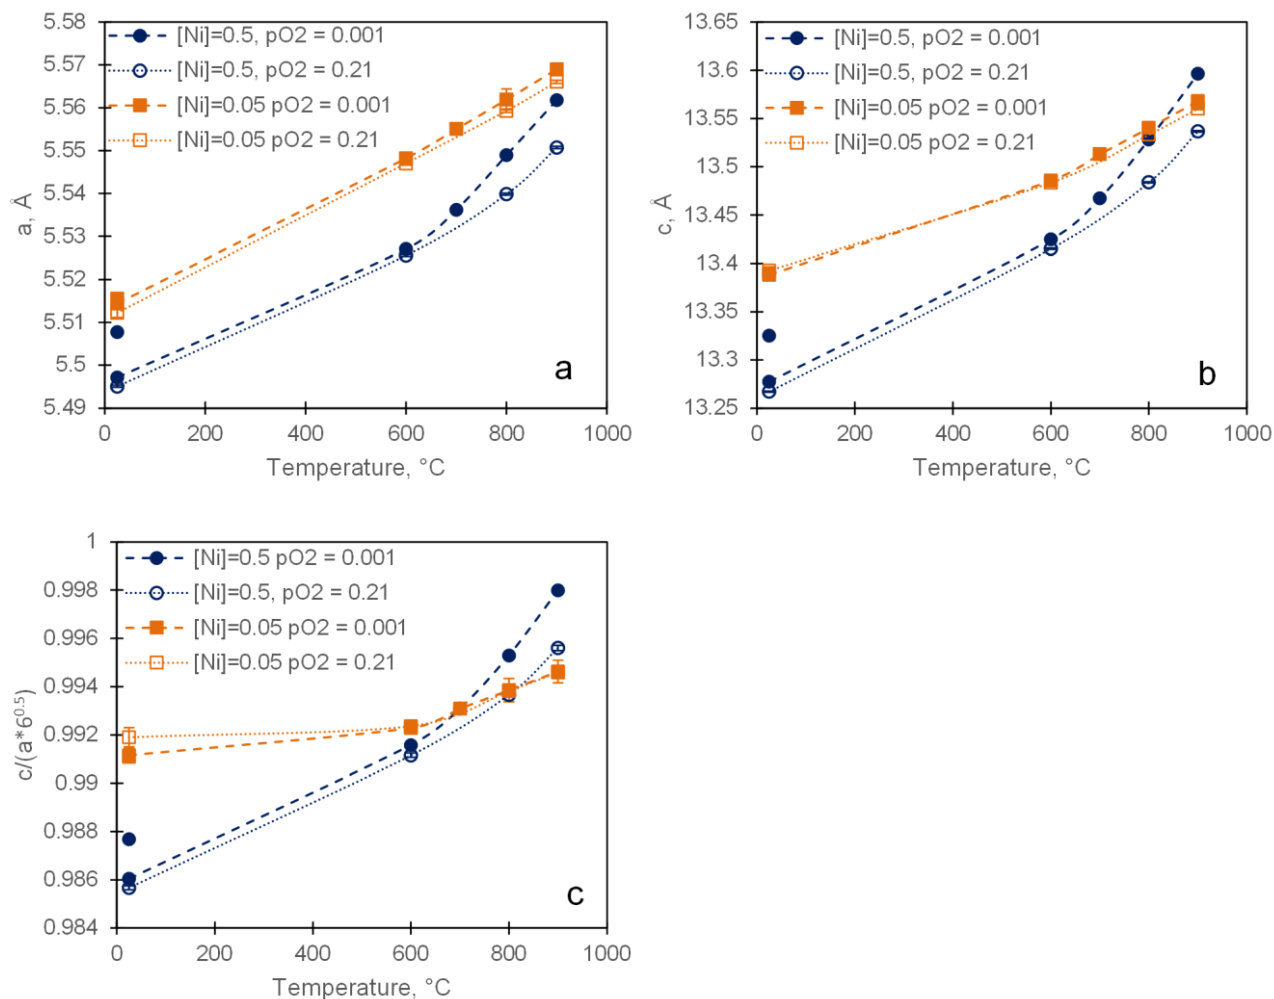 5.58
5.57
5.56
5.55
5.54
5.53
5.52
5.51
5.5
5.49
a, Å
[Ni]=0.5, pO2 = 0.001
[Ni]=0.5, pO2 = 0.21
[Ni]=0.05 pO2 = 0.001
[Ni]=0.05 pO2 = 0.21
a
0 200 400 600 800 1000
Temperature, °C
13.65
13.6
13.55
13.5
13.45
13.4
13.35
13.3
13.25
c, Å
[Ni]=0.5, pO2 = 0.001
[Ni]=0.5, pO2 = 0.21
[Ni]=0.05 pO2 = 0.001
[Ni]=0.05 pO2 = 0.21
b
0 200 400 600 800 1000
Temperature, °C
1
0.998
0.996
0.994
0.992
0.99
0.988
0.986
0.984
c/(a*6^0.5)
[Ni]=0.5 pO2 = 0.001
[Ni]=0.5, pO2 = 0.21
[Ni]=0.05 pO2 = 0.001
[Ni]=0.05 pO2 = 0.21
c
0 200 400 600 800 1000
Temperature, °C